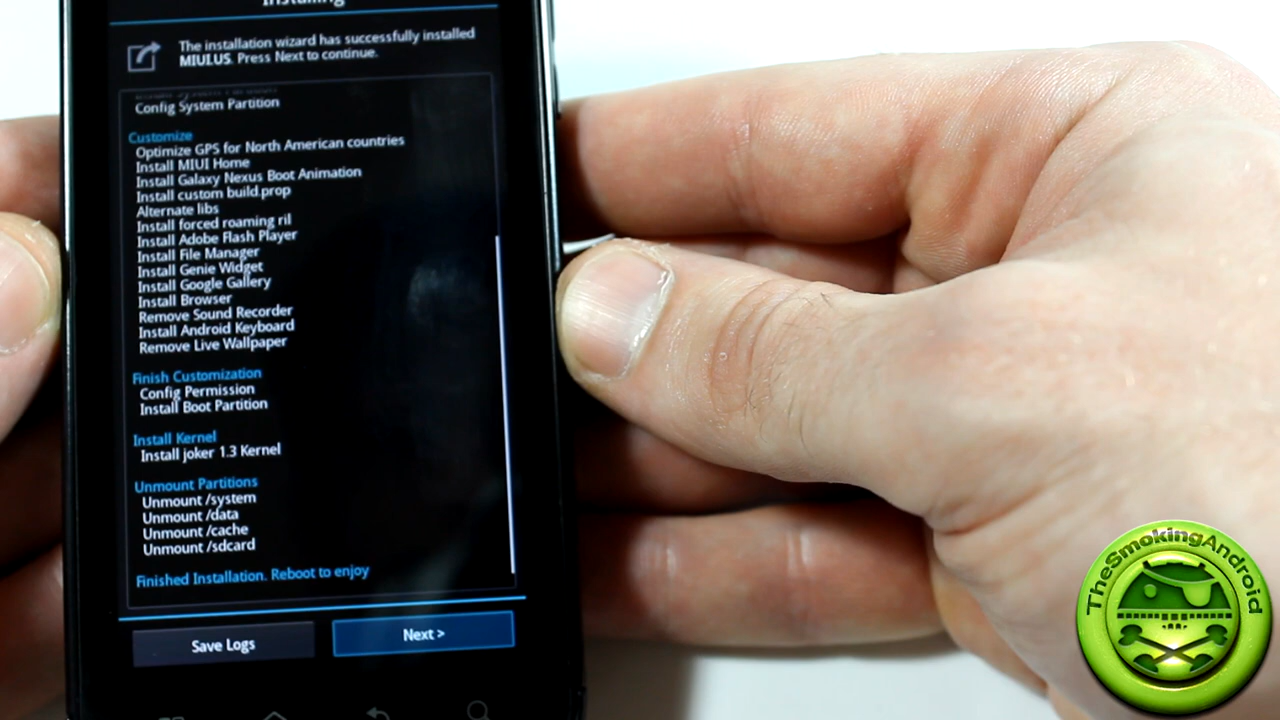 Installing
The installation wizard has successfully installed
MIULUS. Press Next to continue.
Config System Partition
Customize
Optimize GPS for North American countries
Install MIUI Home
Install Galaxy Nexus Boot Animation
Install custom build.prop
Alternate libs
Install forced roaming ril
Install Adobe Flash Player
Install File Manager
Install Genie Widget
Install Google Gallery
Install Browser
Remove Sound Recorder
Install Android Keyboard
Remove Live Wallpaper
Finish Customization
Config Permission
Install Boot Partition
Install Kernel
Install joker 1.3 Kernel
Unmount Partitions
Unmount /system
Unmount /data
Unmount /cache
Unmount /sdcard
Finished Installation. Reboot to enjoy
Save Logs
Next >
TheSmokingAndroid